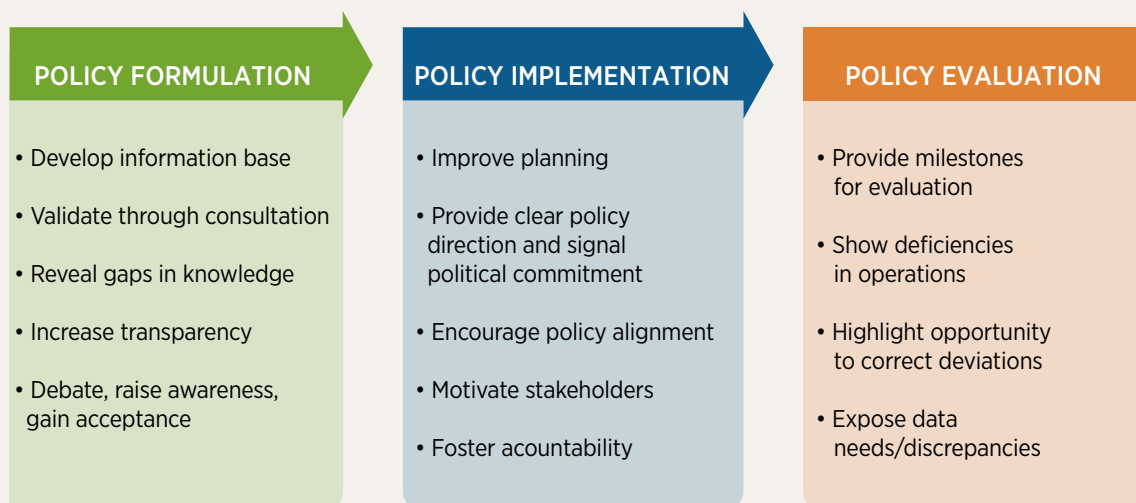 POLICY FORMULATION
• Develop information base
• Validate through consultation
• Reveal gaps in knowledge
• Increase transparency
• Debate, raise awareness,
gain acceptance
POLICY IMPLEMENTATION
• Improve planning
• Provide clear policy
direction and signal
political commitment
• Encourage policy alignment
• Motivate stakeholders
• Foster acountability
POLICY EVALUATION
• Provide milestones
for evaluation
• Show deficiencies
in operations
• Highlight opportunity
to correct deviations
• Expose data
needs/discrepancies